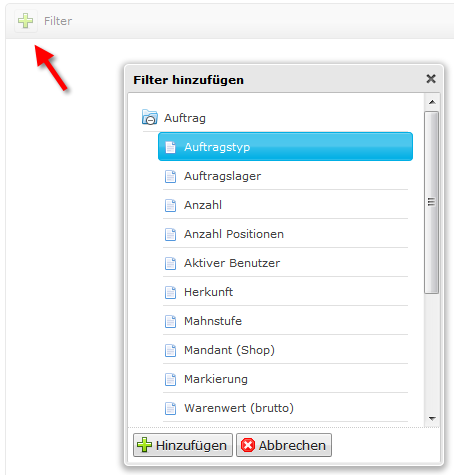 Filter
Filter hinzufügen
Auftrag
Auftragstyp
Auftragslager
Anzahl
Anzahl Positionen
Aktiver Benutzer
Herkunft
Mahnstufe
Mandant (Shop)
Markierung
Warenwert (brutto)
Hinzufügen Abbrechen